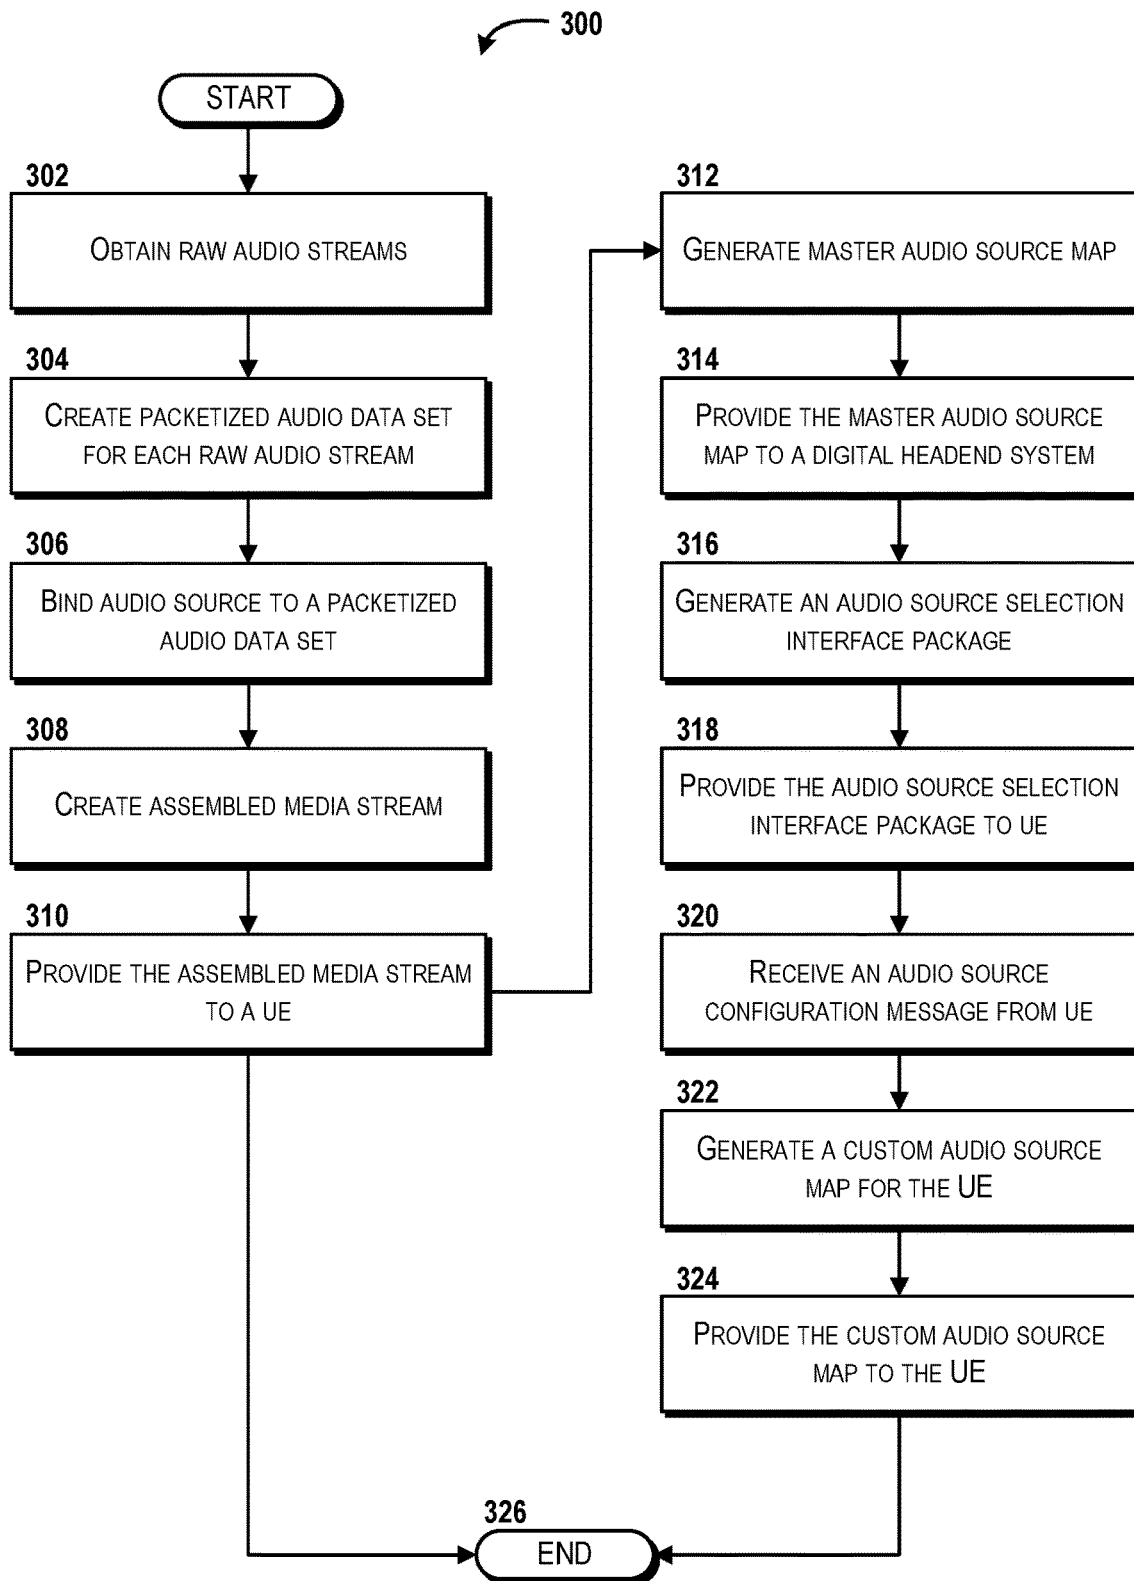 300
START
302
OBTAIN RAW AUDIO STREAMS
304
CREATE PACKETIZED AUDIO DATA SET
FOR EACH RAW AUDIO STREAM
306
BIND AUDIO SOURCE TO A PACKETIZED
AUDIO DATA SET
308
CREATE ASSEMBLED MEDIA STREAM
310
PROVIDE THE ASSEMBLED MEDIA STREAM
TO A UE
312
GENERATE MASTER AUDIO SOURCE MAP
314
PROVIDE THE MASTER AUDIO SOURCE
MAP TO A DIGITAL HEADEND SYSTEM
316
GENERATE AN AUDIO SOURCE SELECTION
INTERFACE PACKAGE
318
PROVIDE THE AUDIO SOURCE SELECTION
INTERFACE PACKAGE TO UE
320
RECEIVE AN AUDIO SOURCE
CONFIGURATION MESSAGE FROM UE
322
GENERATE A CUSTOM AUDIO SOURCE
MAP FOR THE UE
324
PROVIDE THE CUSTOM AUDIO SOURCE
MAP TO THE UE
326
END